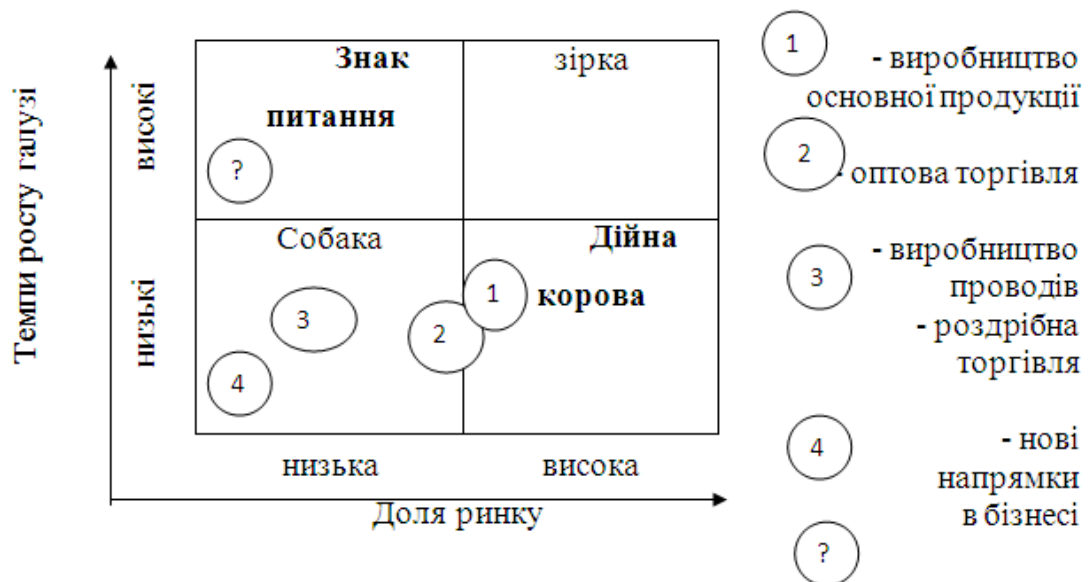 Темпи росту галузі
високі
низькі
Знак
питання
зірка
?
Собака
Дійна
корова
1
2
3
4
низька
висока
Доля ринку
1
- виробництво
основної продукції
2
- оптова торгівля
3
- виробництво
проводів
- роздрібна
торгівля
4
- нові
напрямки
в бізнесі
?